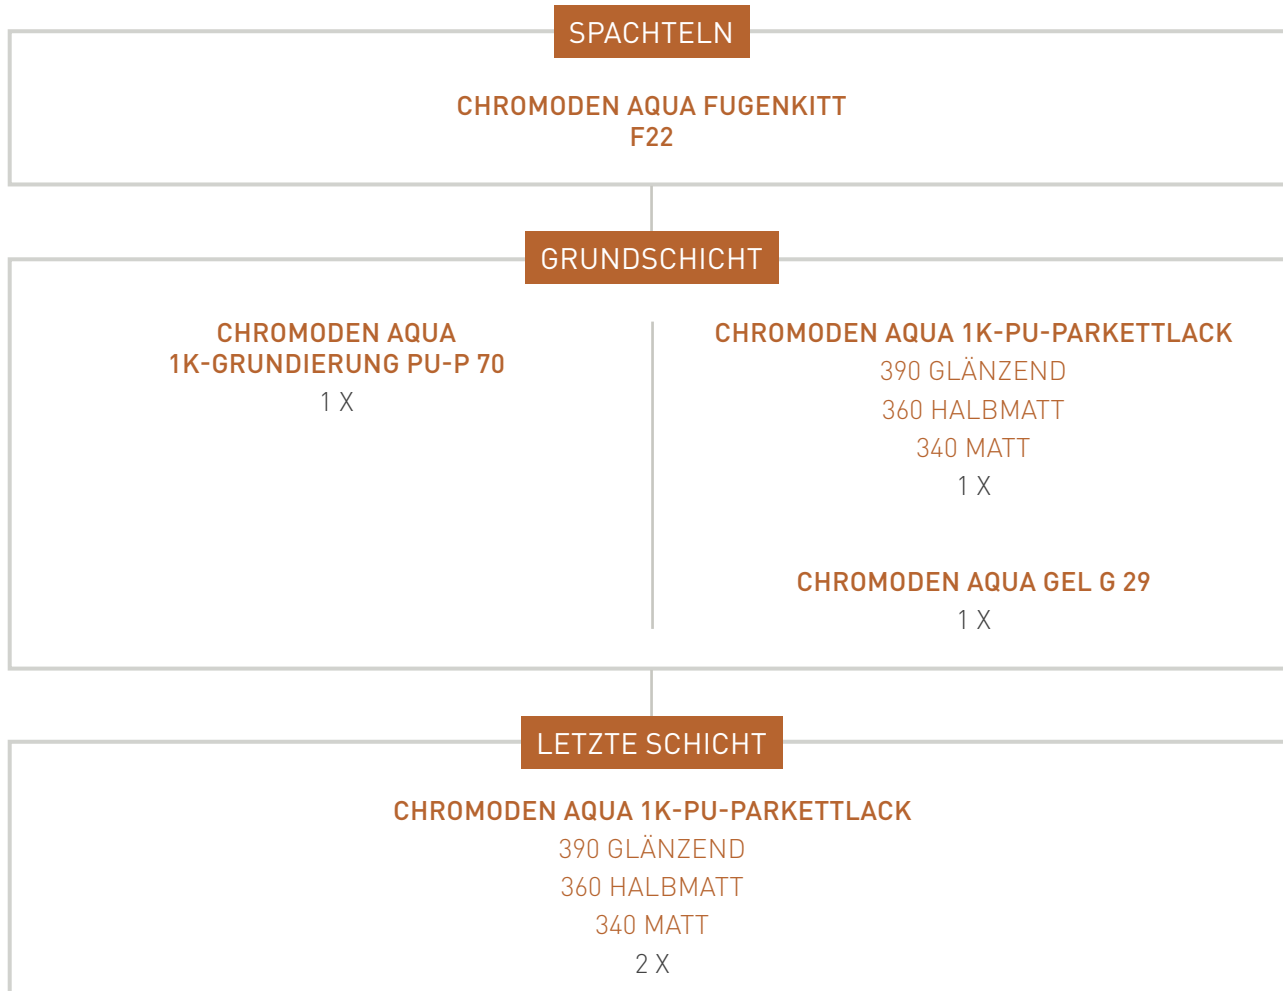 SPACHTELN
CHROMODEN AQUA FUGENKITT
F22
GRUNDSCHICHT
CHROMODEN AQUA
1K-GRUNDIERUNG PU-P 70
1 X
CHROMODEN AQUA 1K-PU-PARKETTLACK
390 GLÄNZEND
360 HALBMATT
340 MATT
1 X
CHROMODEN AQUA GEL G 29
1 X
LETZTE SCHICHT
CHROMODEN AQUA 1K-PU-PARKETTLACK
390 GLÄNZEND
360 HALBMATT
340 MATT
2 X